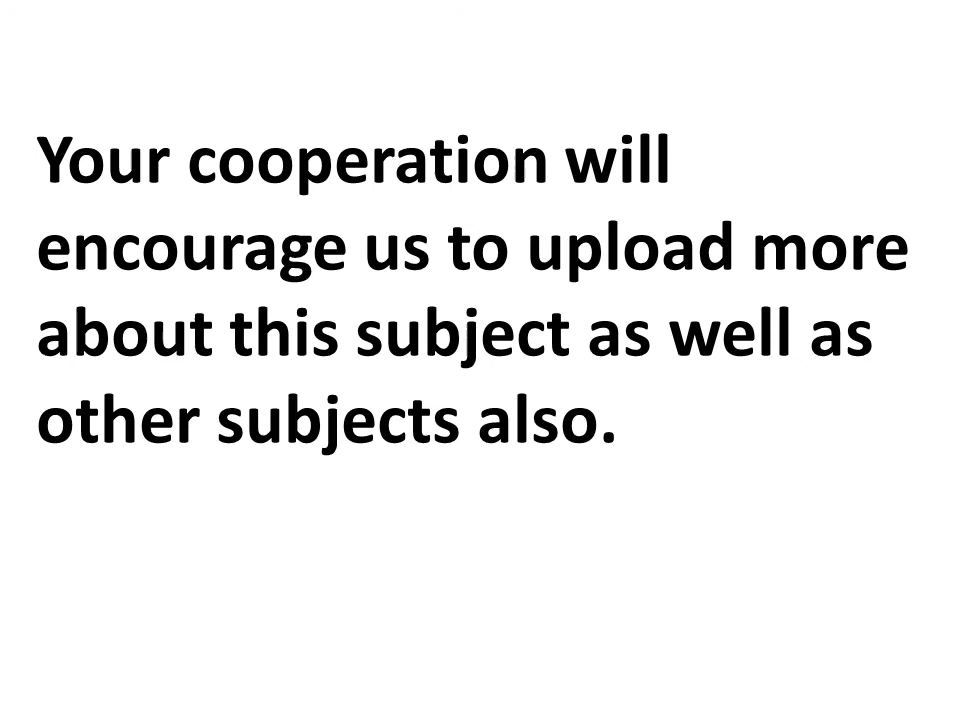 Your cooperation will
encourage us to upload more
about this subject as well as
other subjects also.